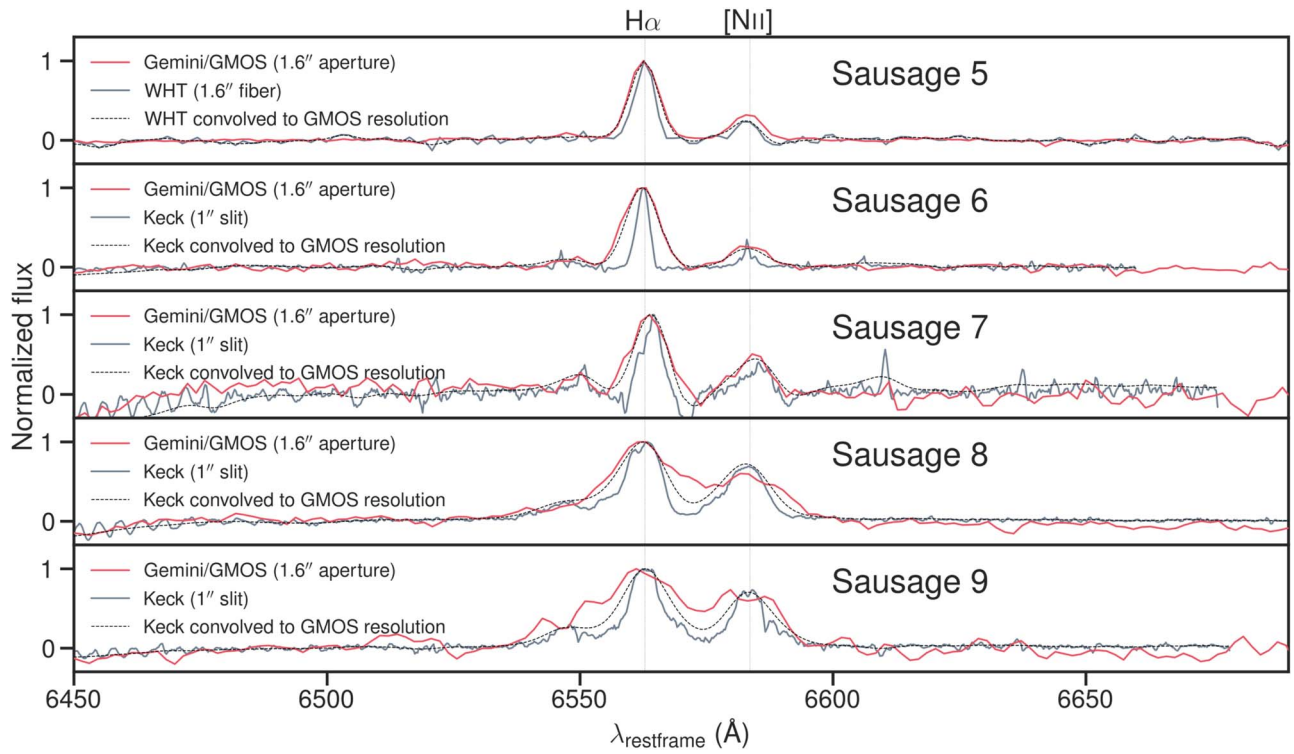 Hα [NII]
1
Gemini/GMOS (1.6″ aperture)
WHT (1.6″ fiber)
WHT convolved to GMOS resolution
0
Sausage 5
1
Gemini/GMOS (1.6″ aperture)
Keck (1″ slit)
Keck convolved to GMOS resolution
0
Sausage 6
Normalized flux
1
Gemini/GMOS (1.6″ aperture)
Keck (1″ slit)
Keck convolved to GMOS resolution
0
Sausage 7
1
Gemini/GMOS (1.6″ aperture)
Keck (1″ slit)
Keck convolved to GMOS resolution
0
Sausage 8
1
Gemini/GMOS (1.6″ aperture)
Keck (1″ slit)
Keck convolved to GMOS resolution
0
Sausage 9
6450 6500 6550 6600 6650
λrestframe (Å)